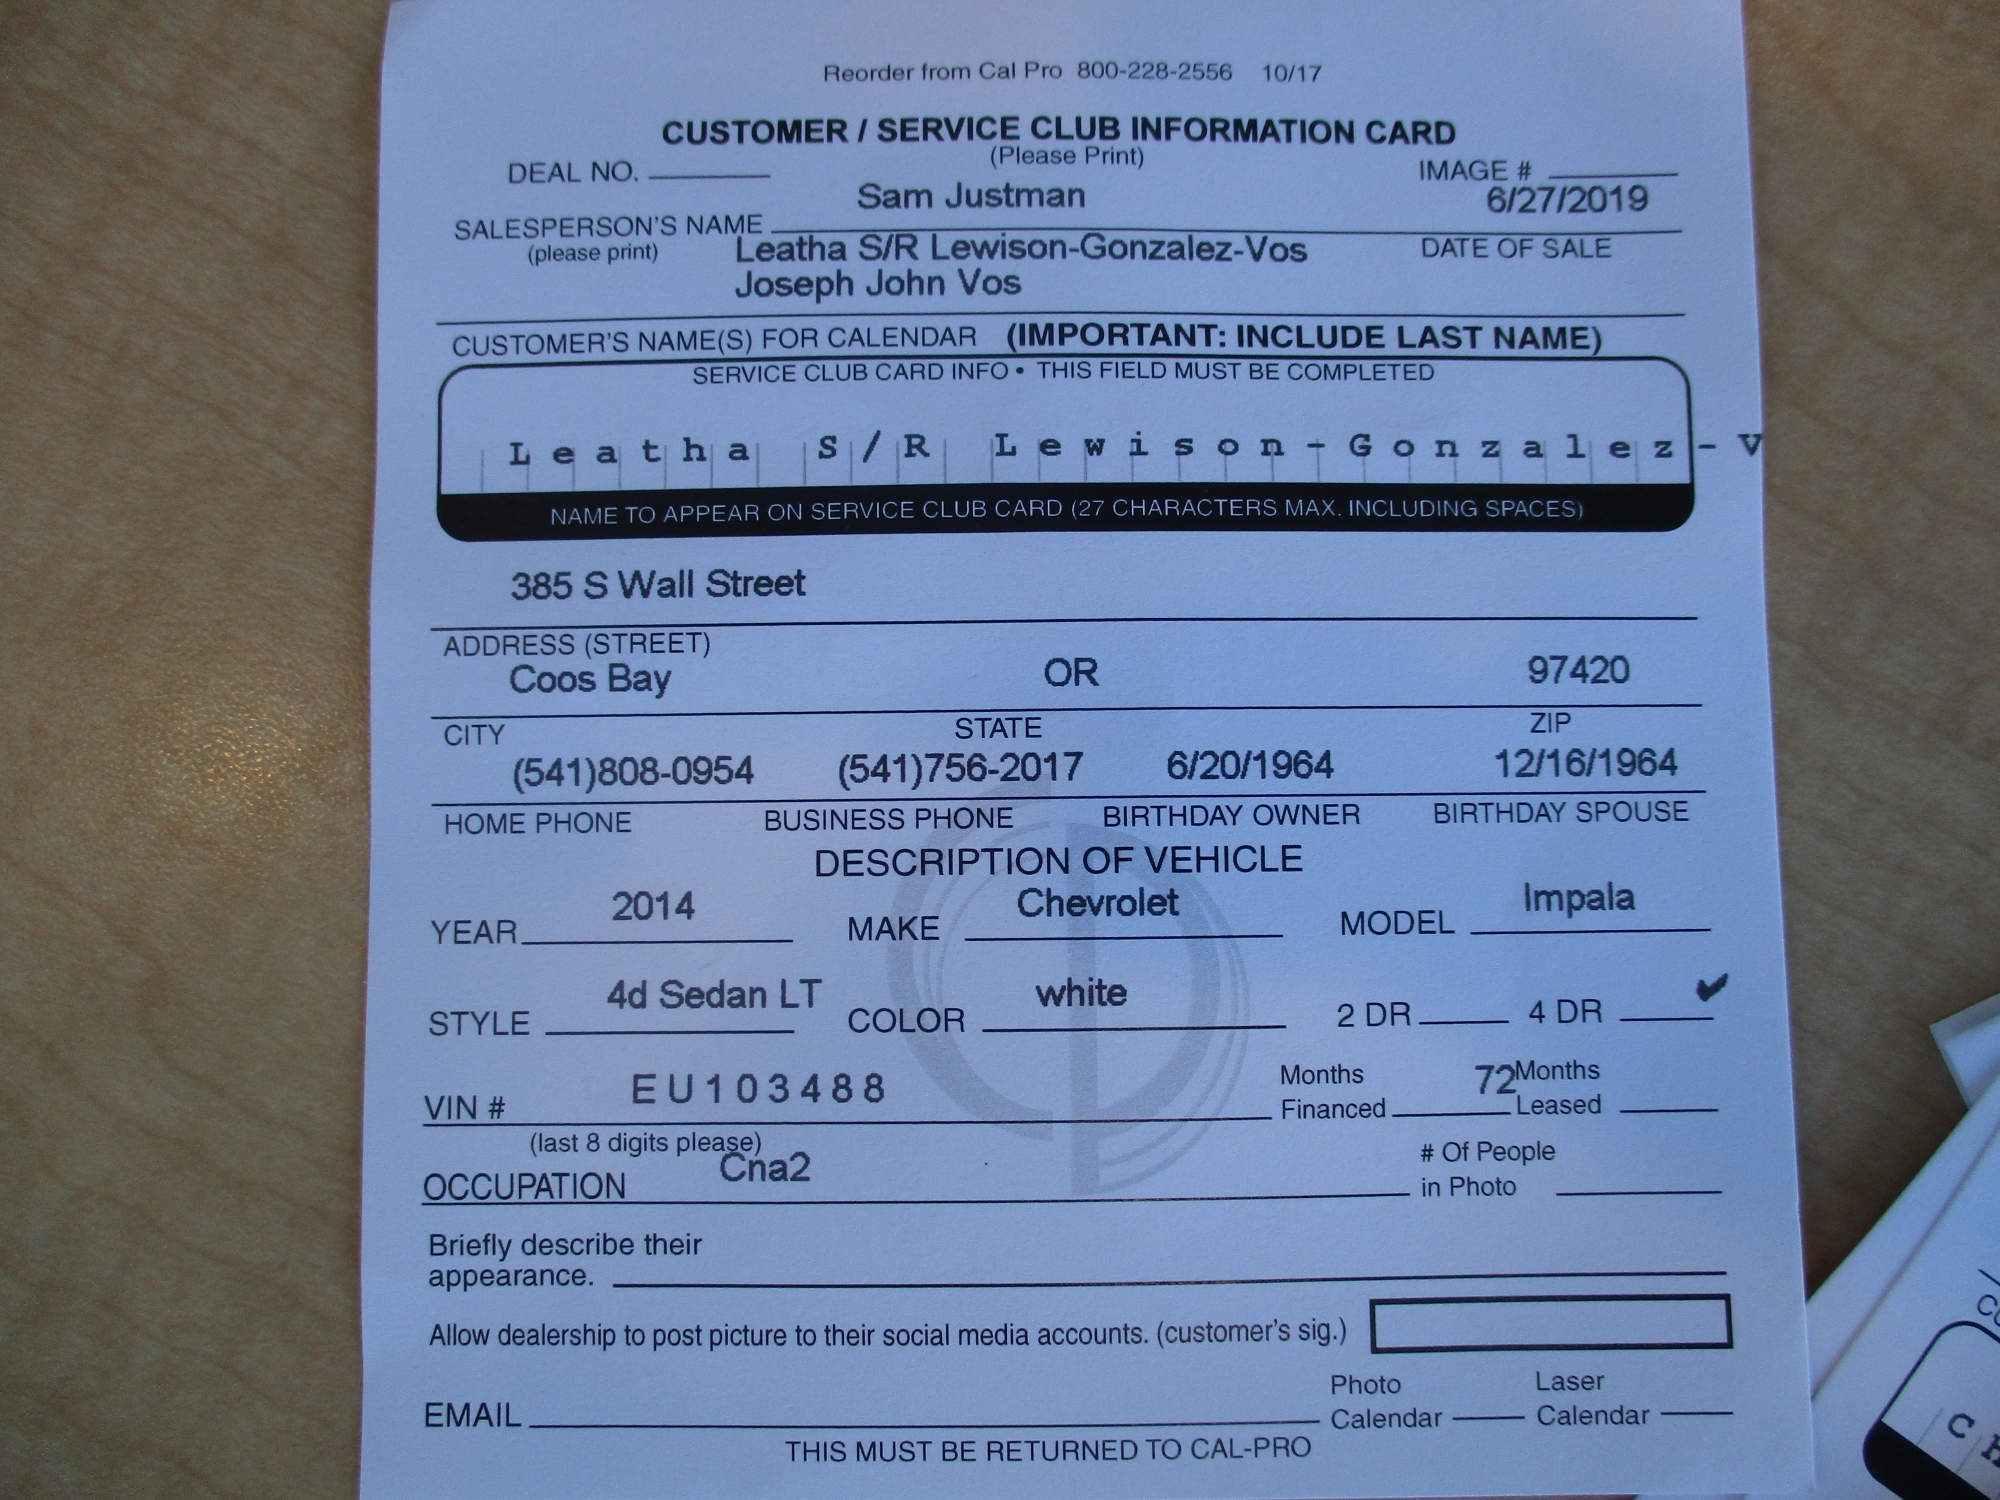 Reorder from Cal Pro 800-228-2556 10/17
CUSTOMER / SERVICE CLUB INFORMATION CARD
(Please Print)
DEAL NO. IMAGE #
Sam Justman 6/27/2019
SALESPERSON'S NAME
(please print) Leatha S/R Lewison-Gonzalez-Vos DATE OF SALE
Joseph John Vos
CUSTOMER'S NAME(S) FOR CALENDAR (IMPORTANT: INCLUDE LAST NAME)
SERVICE CLUB CARD INFO • THIS FIELD MUST BE COMPLETED
Leatha S/R Lewison-Gonzalez-V
NAME TO APPEAR ON SERVICE CLUB CARD (27 CHARACTERS MAX. INCLUDING SPACES)
385 S Wall Street
ADDRESS (STREET)
Coos Bay OR 97420
CITY STATE ZIP
(541)808-0954 (541)756-2017 6/20/1964 12/16/1964
HOME PHONE BUSINESS PHONE BIRTHDAY OWNER BIRTHDAY SPOUSE
DESCRIPTION OF VEHICLE
YEAR 2014 MAKE Chevrolet MODEL Impala
STYLE 4d Sedan LT COLOR white 2 DR 4 DR ✔
VIN # EU103488 Months Financed 72 Months Leased
(last 8 digits please)
OCCUPATION Cna2 # Of People in Photo
Briefly describe their
appearance.
Allow dealership to post picture to their social media accounts. (customer's sig.)
EMAIL Photo Calendar Laser Calendar
THIS MUST BE RETURNED TO CAL-PRO